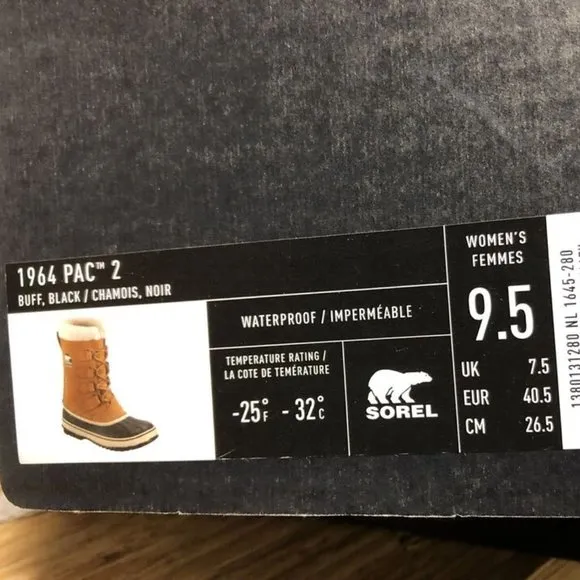 1964 PAC™ 2
BUFF, BLACK / CHAMOIS, NOIR
WATERPROOF / IMPERMÉABLE
TEMPERATURE RATING /
LA COTE DE TEMÉRATURE
-25°F -32°C
SOREL
WOMEN'S
FEMMES
9.5
UK 7.5
EUR 40.5
CM 26.5
1380131280 NL 1645-280